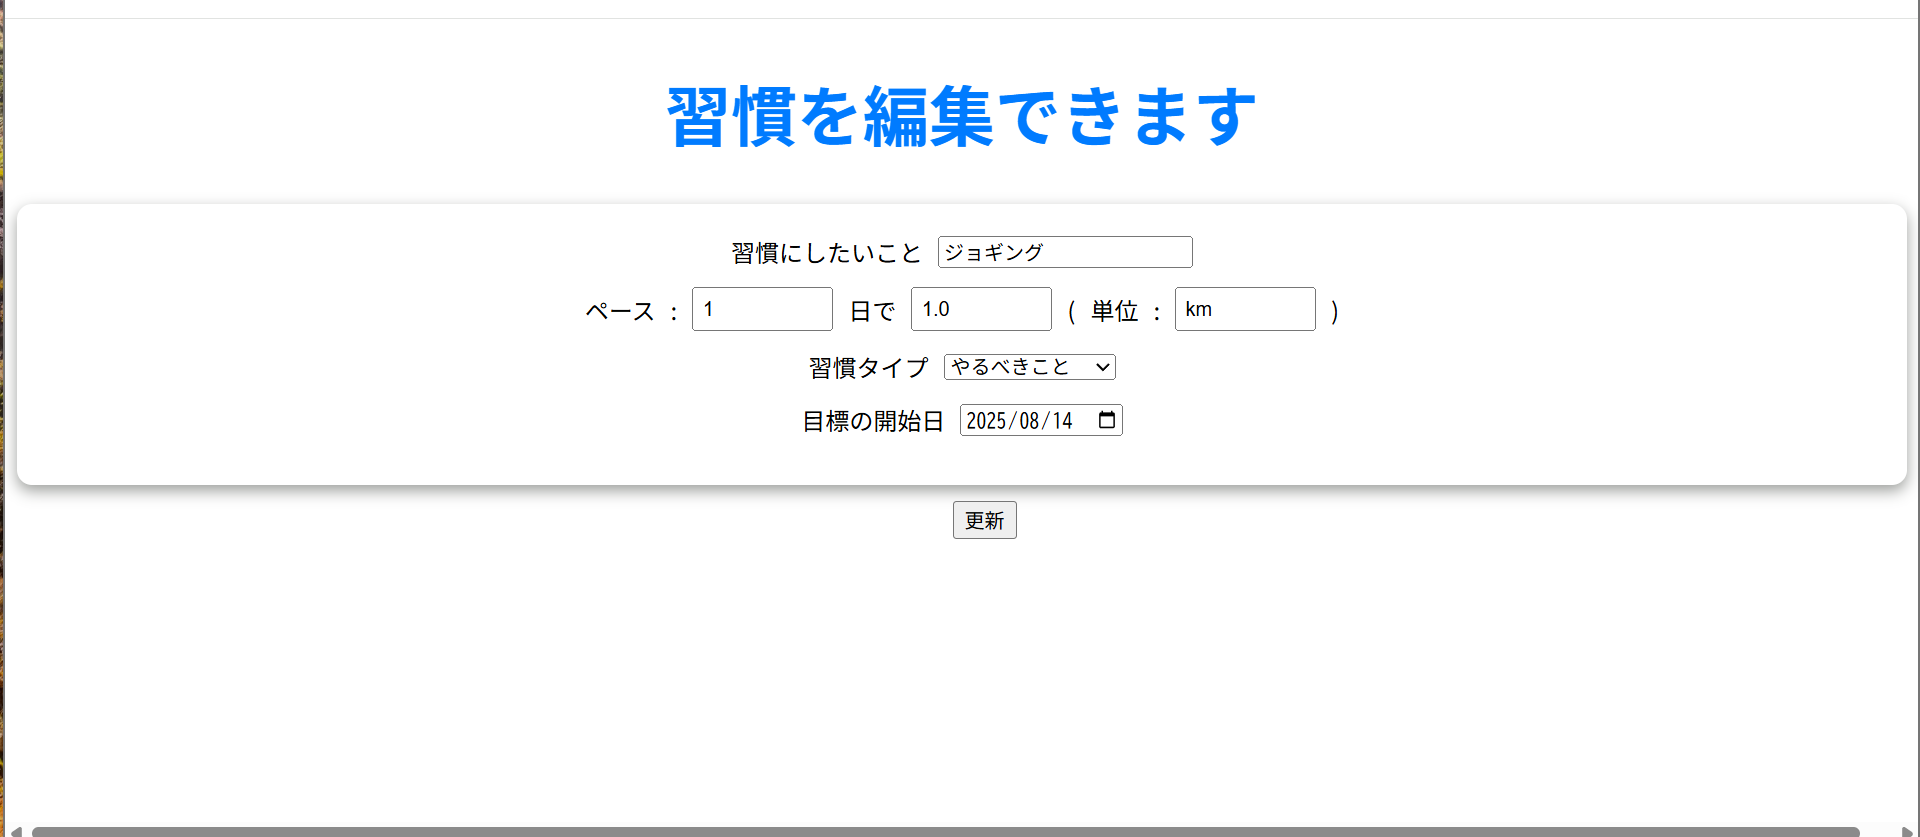 習慣を編集できます
習慣にしたいこと ジョギング
ペース : 1 日で 1.0 ( 単位 : km )
習慣タイプ やるべきこと
目標の開始日 2025/08/14
更新